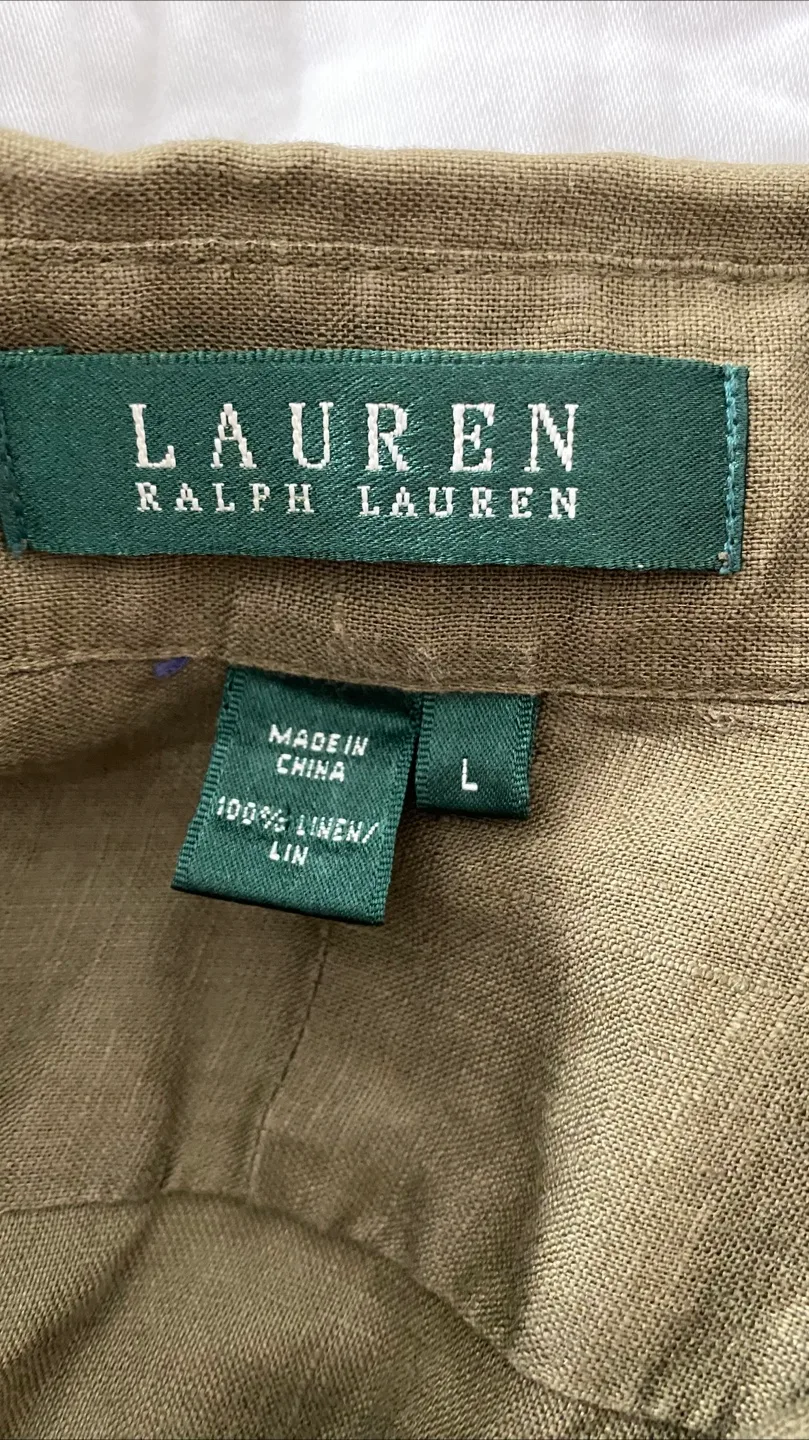 LAUREN
RALPH LAUREN
MADE IN
CHINA
100% LINEN/
LIN
L